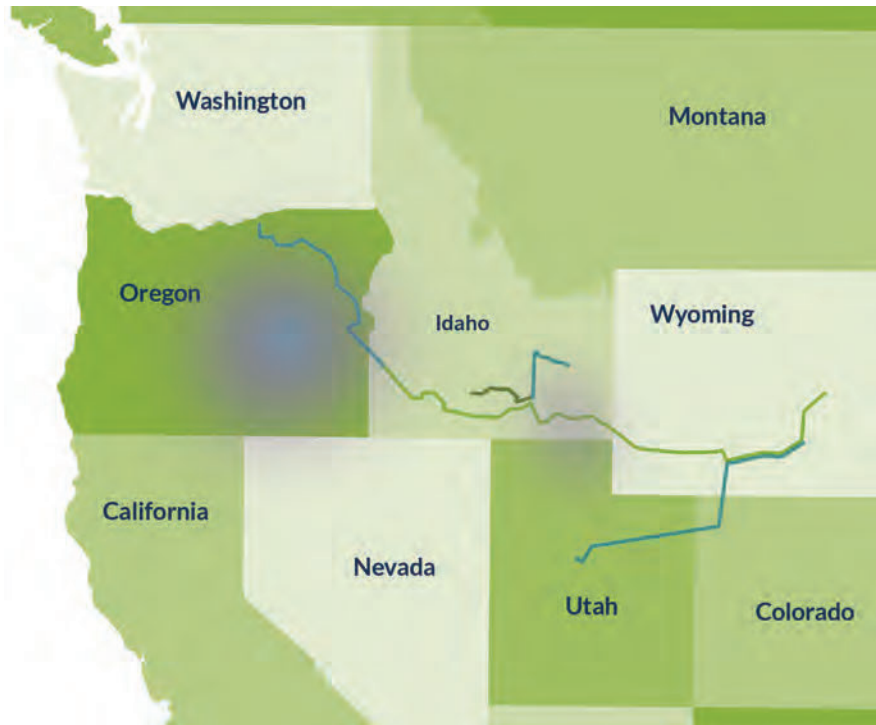 Washington
Montana
Oregon
Idaho
Wyoming
California
Nevada
Utah
Colorado